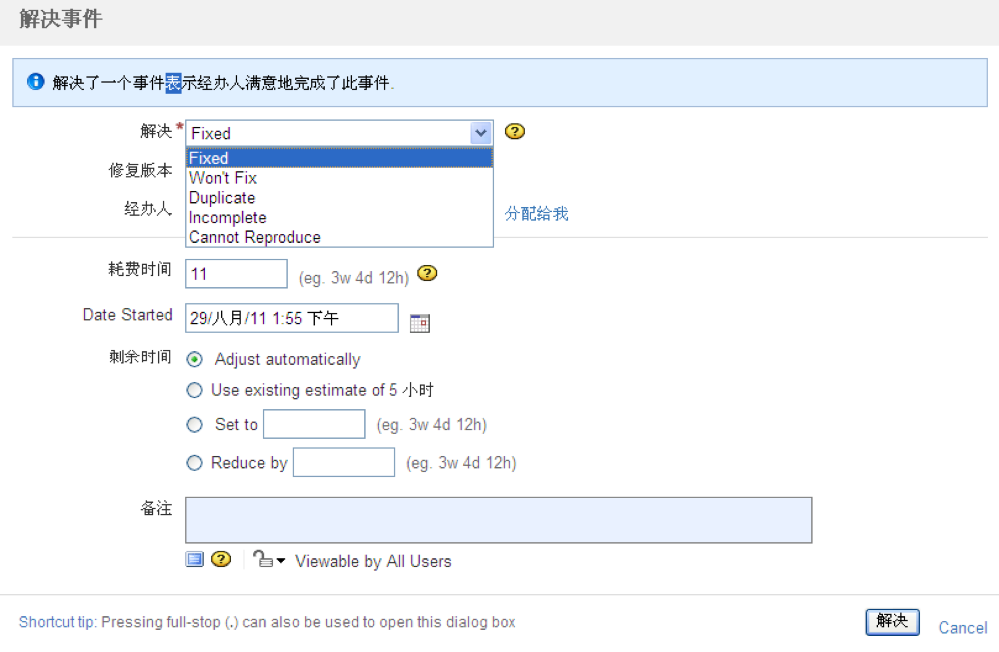 解决事件
解决了一个事件表示经办人满意地完成了此事件.
解决* Fixed
Fixed
修复版本
Won't Fix
Duplicate
经办人 分配给我
Incomplete
Cannot Reproduce
耗费时间 11 (eg. 3w 4d 12h)
Date Started 29/八月/11 1:55 下午
剩余时间 Adjust automatically
Use existing estimate of 5 小时
Set to (eg. 3w 4d 12h)
Reduce by (eg. 3w 4d 12h)
备注
Viewable by All Users
Shortcut tip: Pressing full-stop (.) can also be used to open this dialog box 解决 Cancel